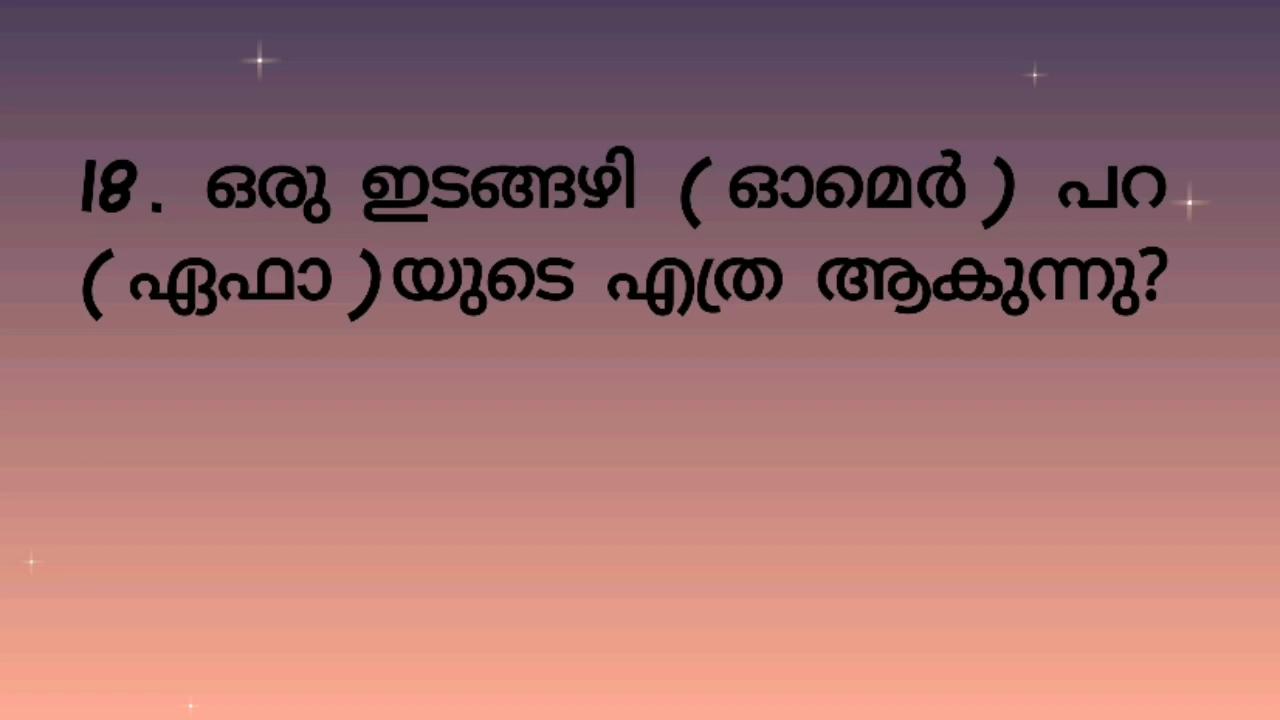 18. ഒരു ഇടങ്ങഴി (ഓമെർ) പറ
(ഏഫാ)യുടെ എത്ര ആകുന്നു?